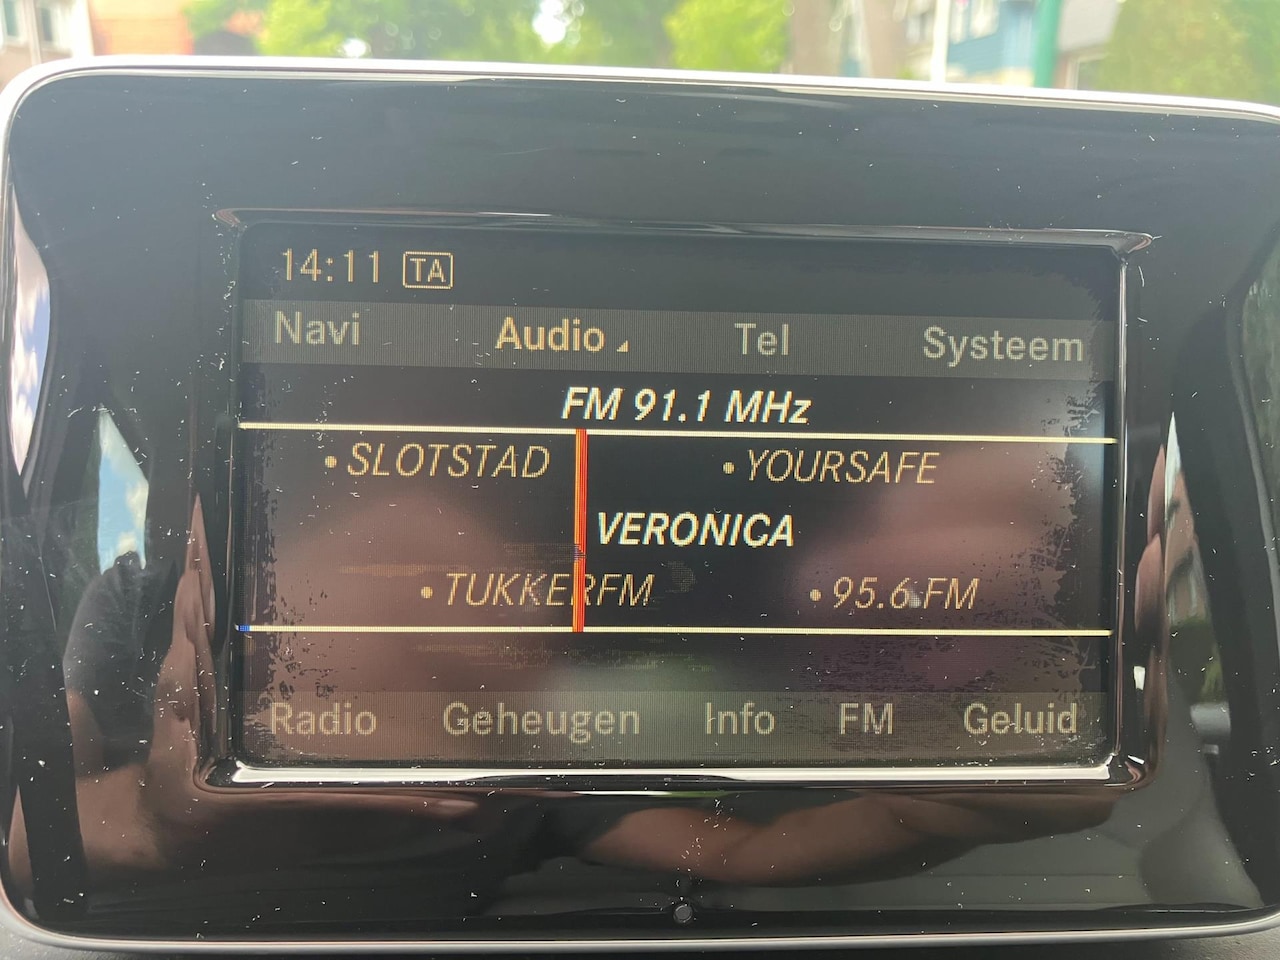 14:11 TA
Navi Audio Tel Systeem
FM 91.1 MHz
• SLOTSTAD • YOURSAFE
VERONICA
• TUKKERFM • 95.6 FM
Radio Geheugen Info FM Geluid